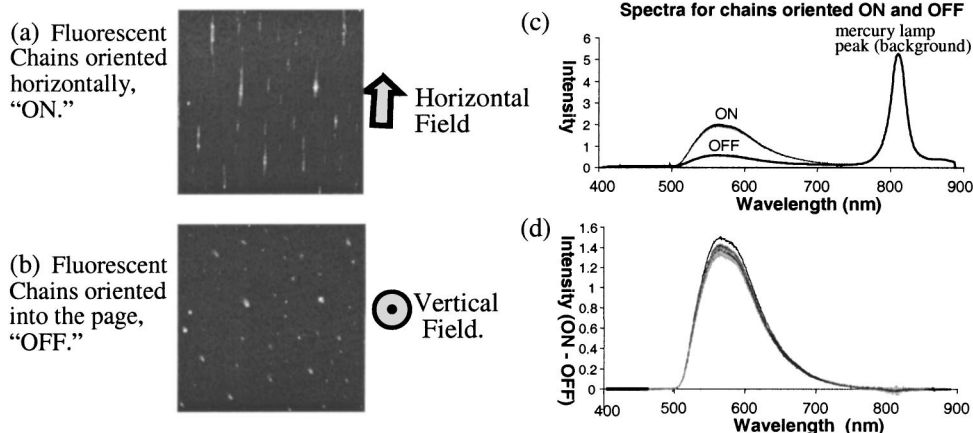 (a) Fluorescent
Chains oriented
horizontally,
“ON.”
Horizontal
Field
(b) Fluorescent
Chains oriented
into the page,
“OFF.”
Vertical
Field.
(c)
Spectra for chains oriented ON and OFF
mercury lamp
peak (background)
Intensity
6
5
4
3
2
1
0
ON
OFF
400 500 600 700 800 900
Wavelength (nm)
(d)
Intensity (ON - OFF)
1.6
1.4
1.2
1
0.8
0.6
0.4
0.2
0
400 500 600 700 800 900
Wavelength (nm)